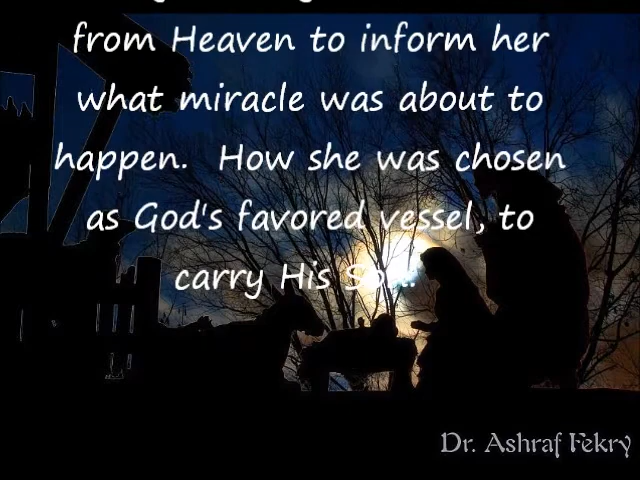 from Heaven to inform her
what miracle was about to
happen. How she was chosen
as God's favored vessel, to
carry His Son.
Dr. Ashraf Fekry